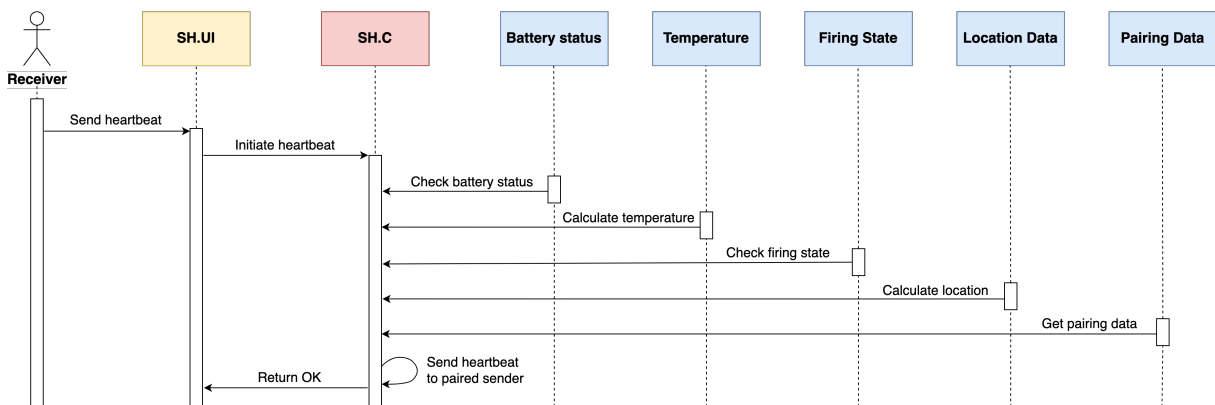 Receiver
SH.UI
SH.C
Battery status
Temperature
Firing State
Location Data
Pairing Data
Send heartbeat
Initiate heartbeat
Check battery status
Calculate temperature
Check firing state
Calculate location
Get pairing data
Send heartbeat
to paired sender
Return OK